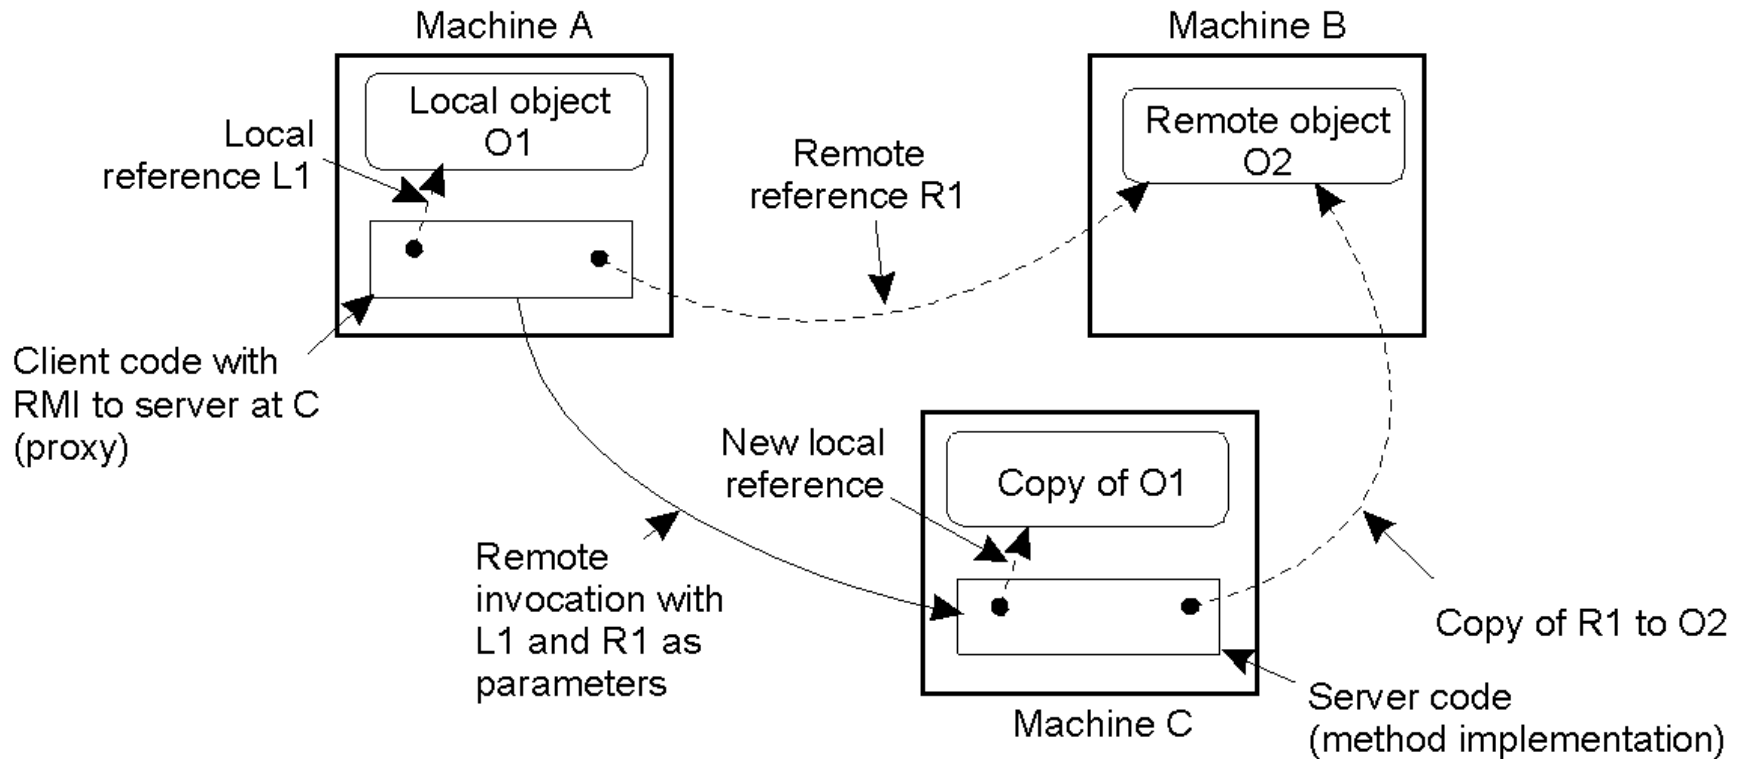 Machine A
Machine B
Local object
O1
Remote object
O2
Local
reference L1
Remote
reference R1
Client code with
RMI to server at C
(proxy)
New local
reference
Copy of O1
Remote
invocation with
L1 and R1 as
parameters
Copy of R1 to O2
Server code
(method implementation)
Machine C